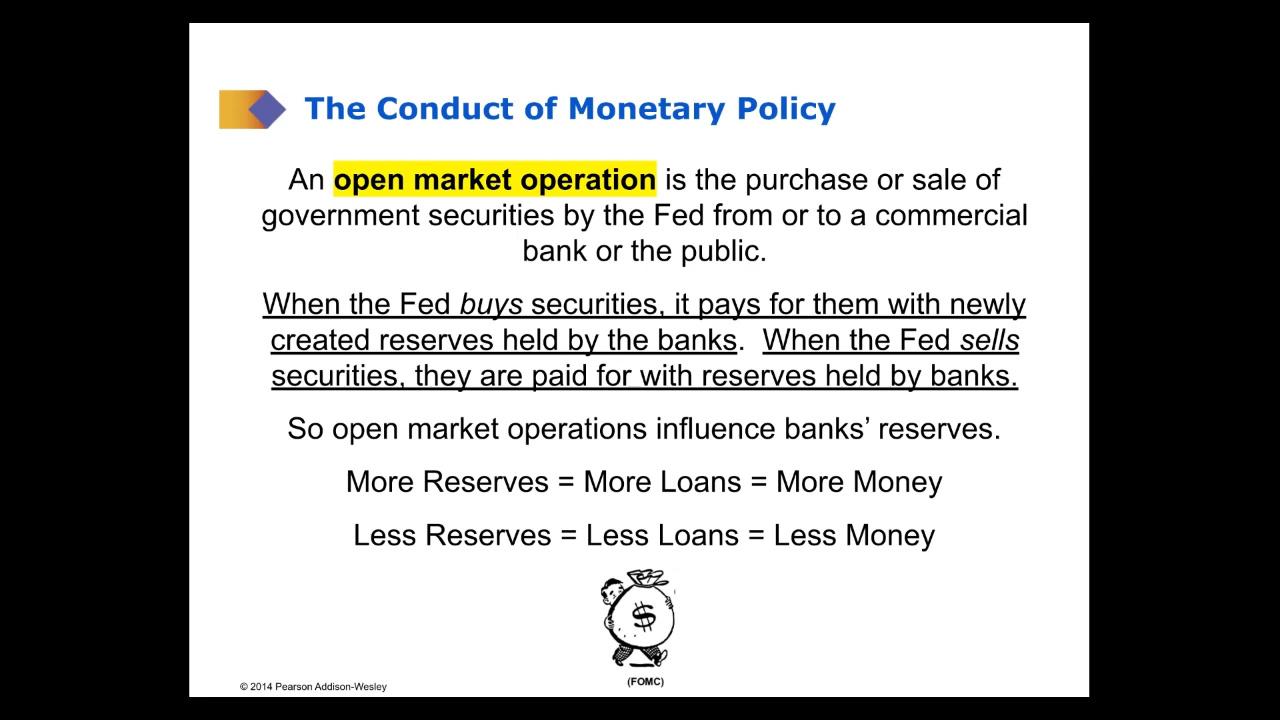 The Conduct of Monetary Policy
An open market operation is the purchase or sale of
government securities by the Fed from or to a commercial
bank or the public.
When the Fed buys securities, it pays for them with newly
created reserves held by the banks.  When the Fed sells
securities, they are paid for with reserves held by banks.
So open market operations influence banks’ reserves.
More Reserves = More Loans = More Money
Less Reserves = Less Loans = Less Money
$
(FOMC)
© 2014 Pearson Addison-Wesley